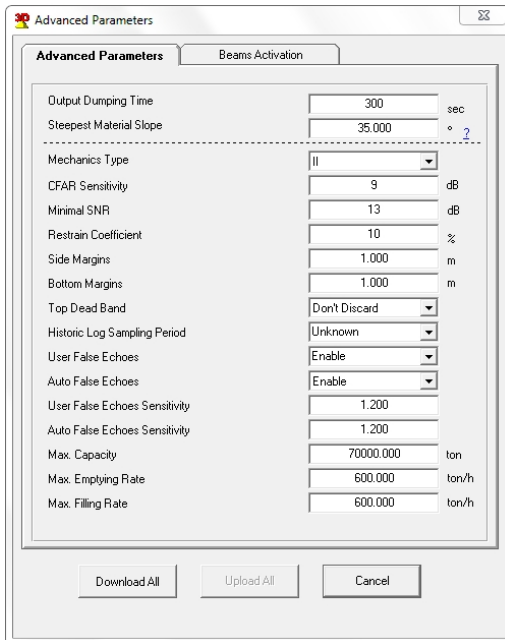 Advanced Parameters
Advanced Parameters Beams Activation
Output Dumping Time 300 sec
Steepest Material Slope 35.000 ° ?
Mechanics Type II
CFAR Sensitivity 9 dB
Minimal SNR 13 dB
Restrain Coefficient 10 %
Side Margins 1.000 m
Bottom Margins 1.000 m
Top Dead Band Don't Discard
Historic Log Sampling Period Unknown
User False Echoes Enable
Auto False Echoes Enable
User False Echoes Sensitivity 1.200
Auto False Echoes Sensitivity 1.200
Max. Capacity 70000.000 ton
Max. Emptying Rate 600.000 ton/h
Max. Filling Rate 600.000 ton/h
Download All Upload All Cancel